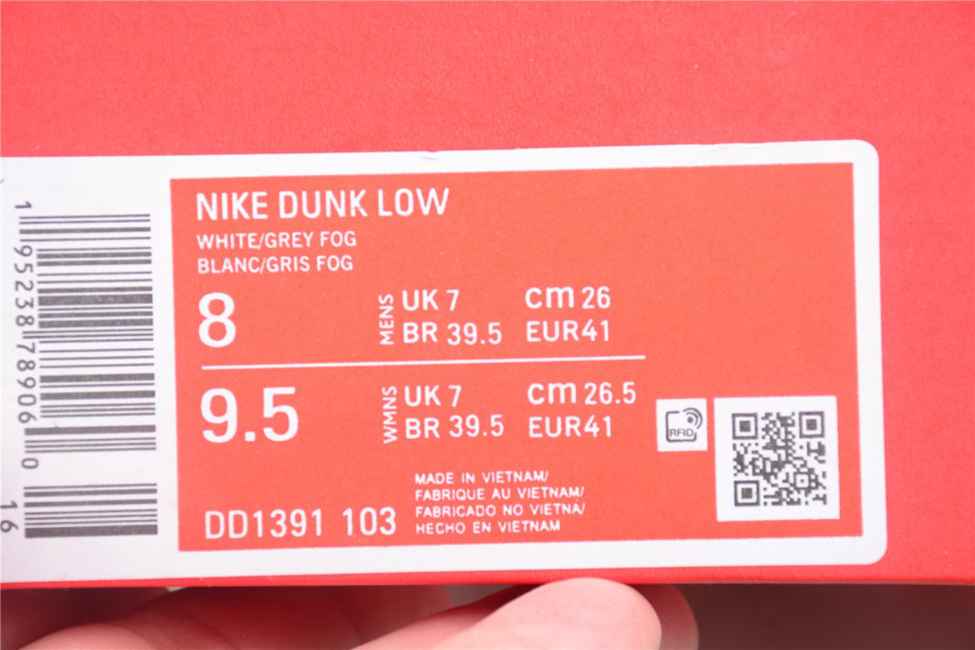 NIKE DUNK LOW
WHITE/GREY FOG
BLANC/GRIS FOG
8 MENS UK 7 cm 26
BR 39.5 EUR41
9.5 WMNS UK 7 cm 26.5
BR 39.5 EUR41
RFID
MADE IN VIETNAM/
FABRIQUE AU VIETNAM/
FABRICADO NO VIETNA/
HECHO EN VIETNAM
DD1391 103
1 95238 78906 0
16